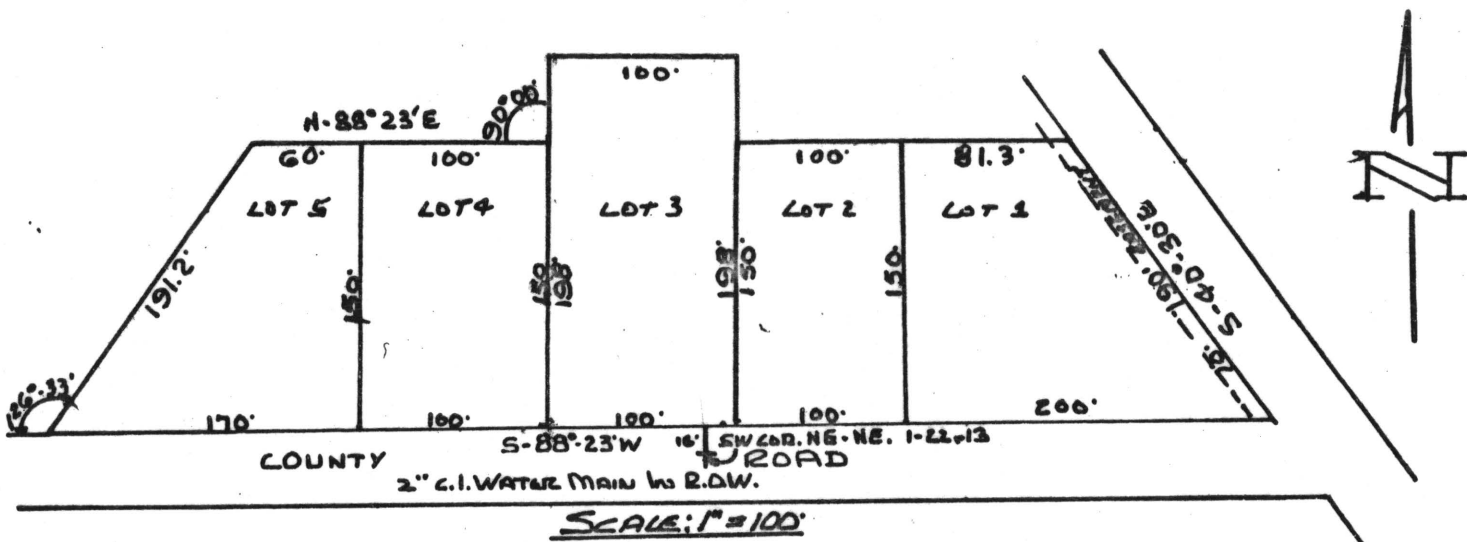 100'
N-88°23'E
90°00'
60'
100'
100'
81.3'
LOT 5
LOT 4
LOT 3
LOT 2
LOT 1
191.2'
150'
150'
198'
198'
150'
150'
190' TOTAL
S-40°-30'E
126°-33'
170'
100'
100'
100'
200'
S-88°-23'W
16'
SW COR. NE-NE. 1-22-13
COUNTY
ROAD
2" C.I. WATER MAIN IN R.O.W.
SCALE; 1" = 100'
N